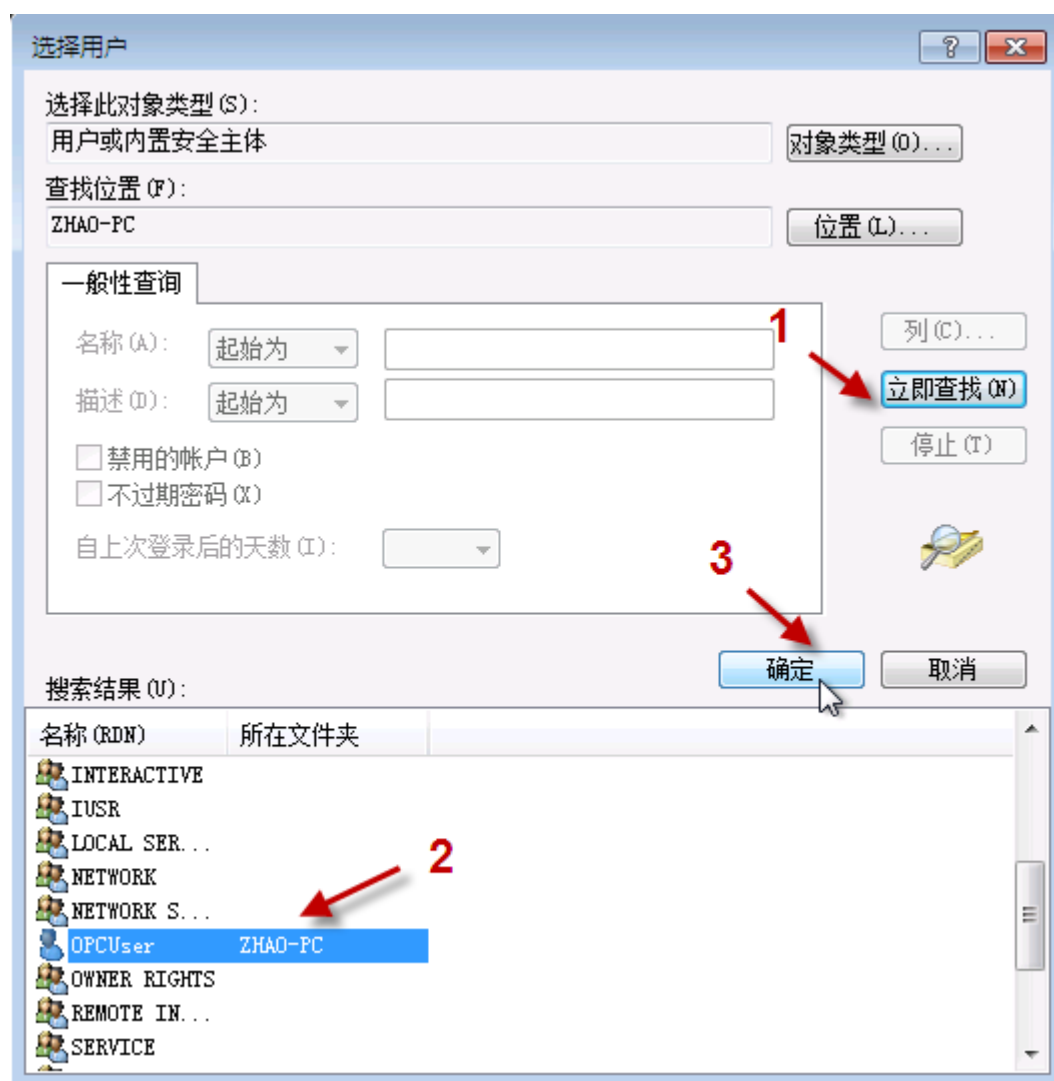 选择用户
选择此对象类型(S):
用户或内置安全主体
对象类型(O)...
查找位置(F):
ZHAO-PC
位置(L)...
一般性查询
名称(A):
起始为
1
列(C)...
描述(D):
起始为
立即查找(N)
停止(T)
禁用的帐户(B)
不过期密码(X)
自上次登录后的天数(I):
3
确定
取消
搜索结果(U):
名称(RDN) 所在文件夹
INTERACTIVE
IUSR
LOCAL SER...
2
NETWORK
NETWORK S...
OPCUser ZHAO-PC
OWNER RIGHTS
REMOTE IN...
SERVICE